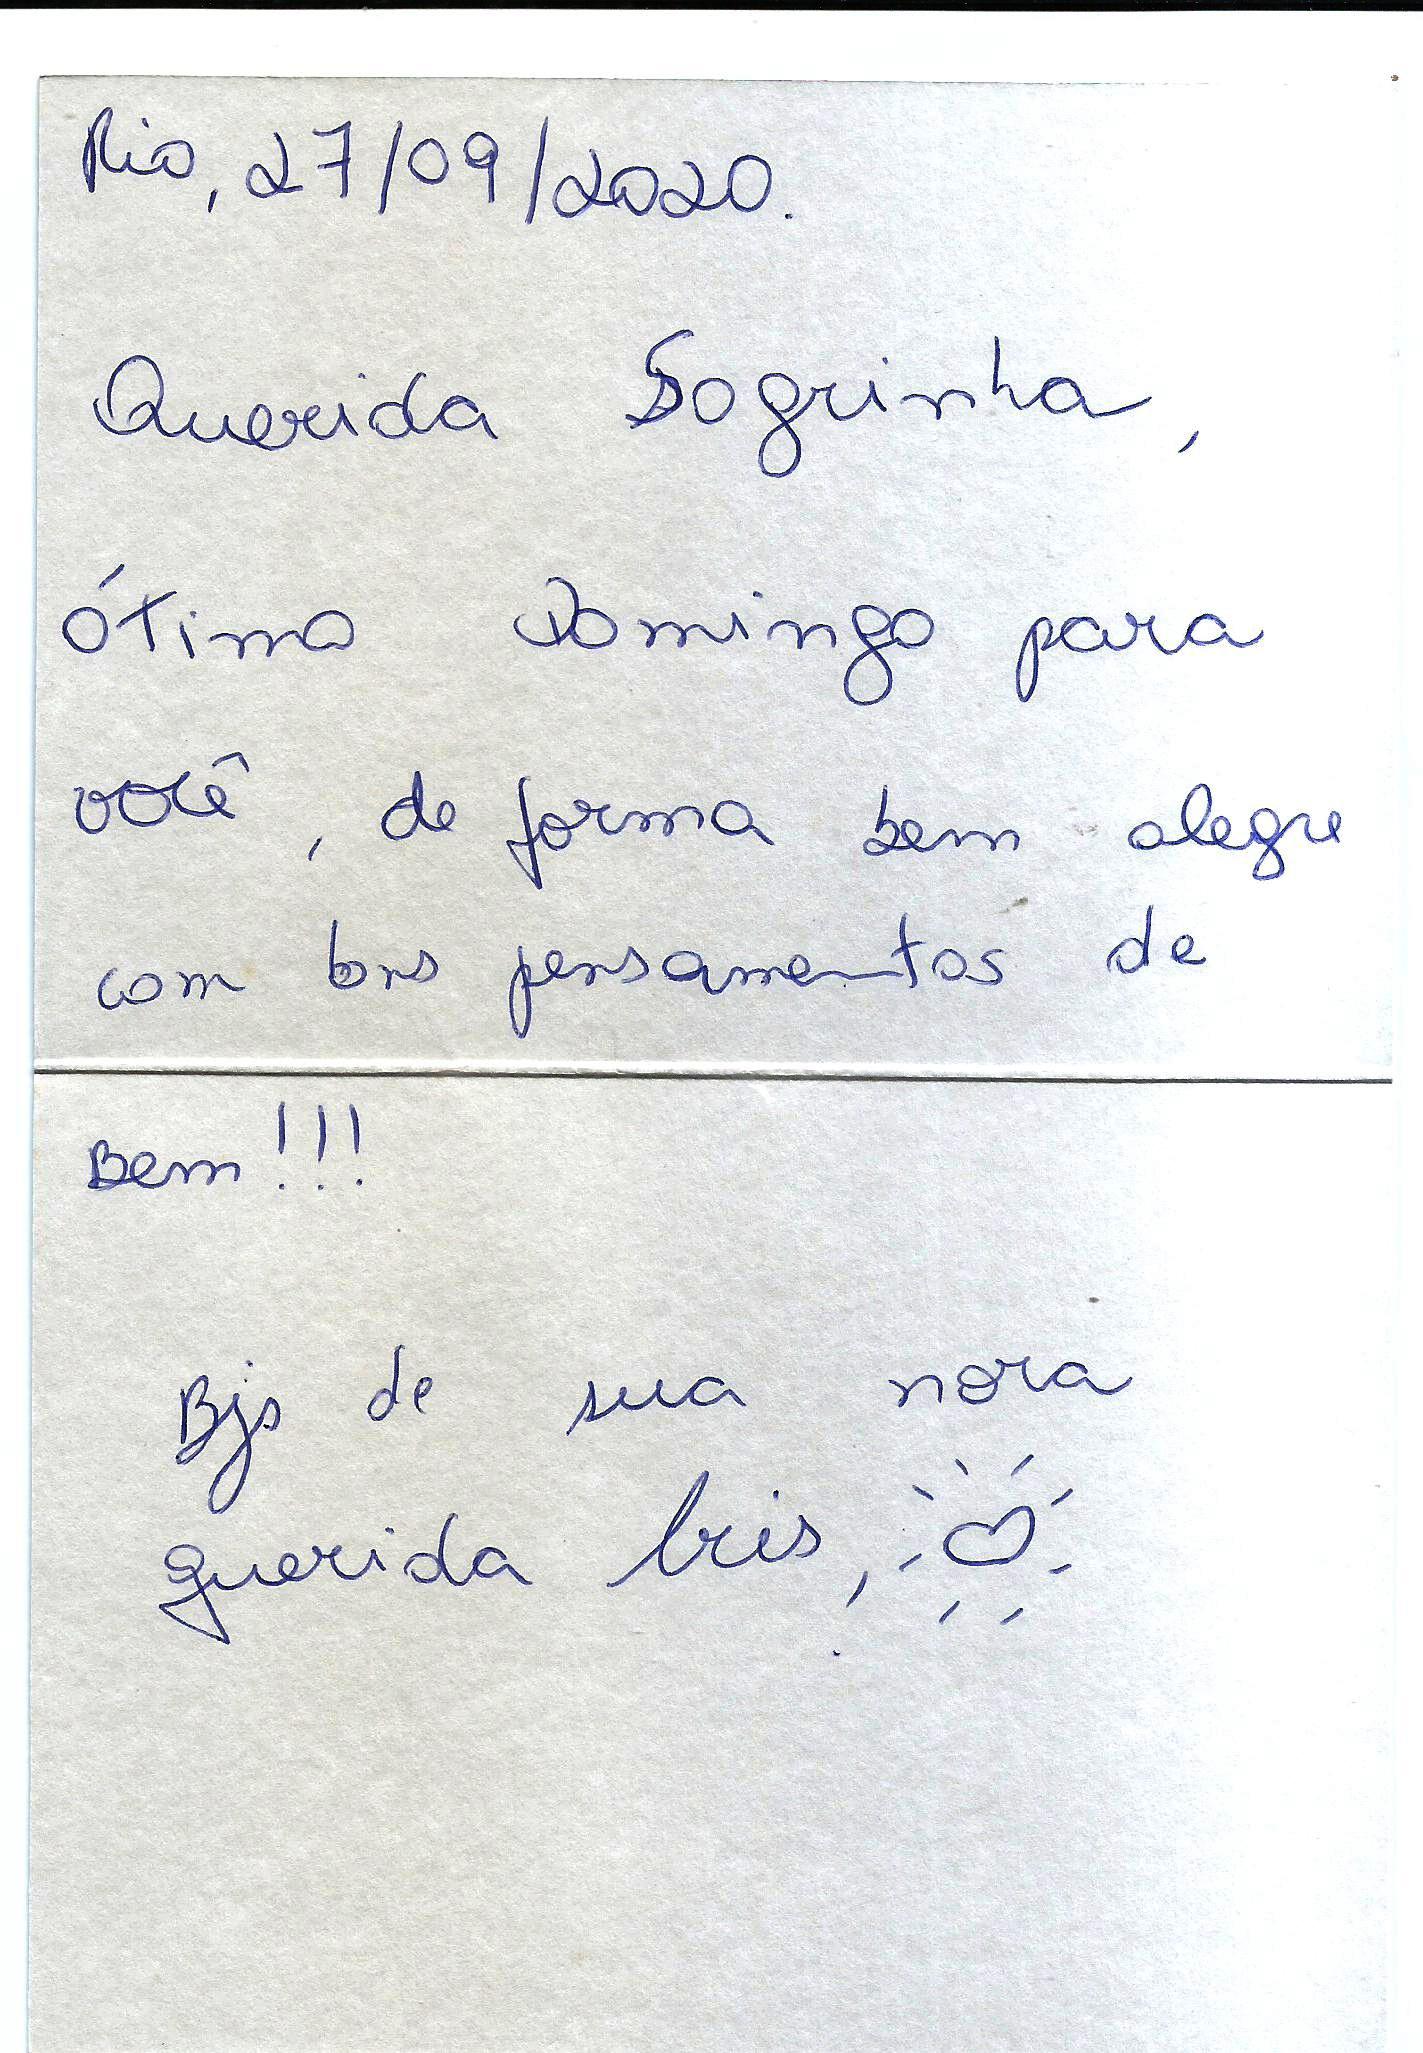 Rio, 27/09/2020.
Querida Sogrinha,
Ótimo Domingo para
você, de forma bem alegre
com bons pensamentos de
Bem!!!
Bjs de sua nora
querida Iris,